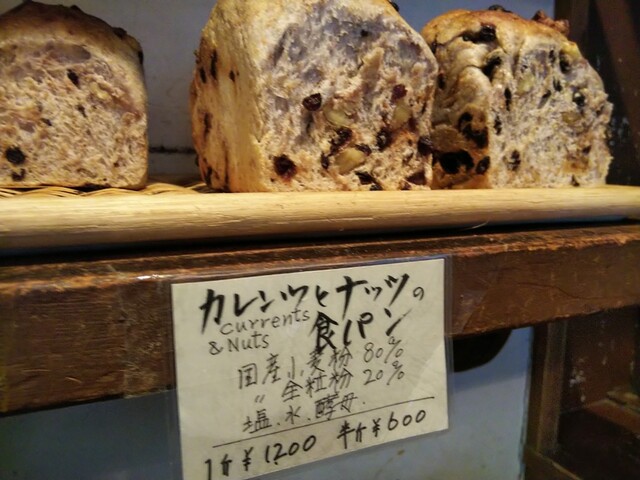 カレンツとナッツの
currents
& Nuts
食パン
国産小麦粉 80%
〃 全粒粉 20%
塩.水.酵母.
1斤 ¥1200 半斤 ¥600